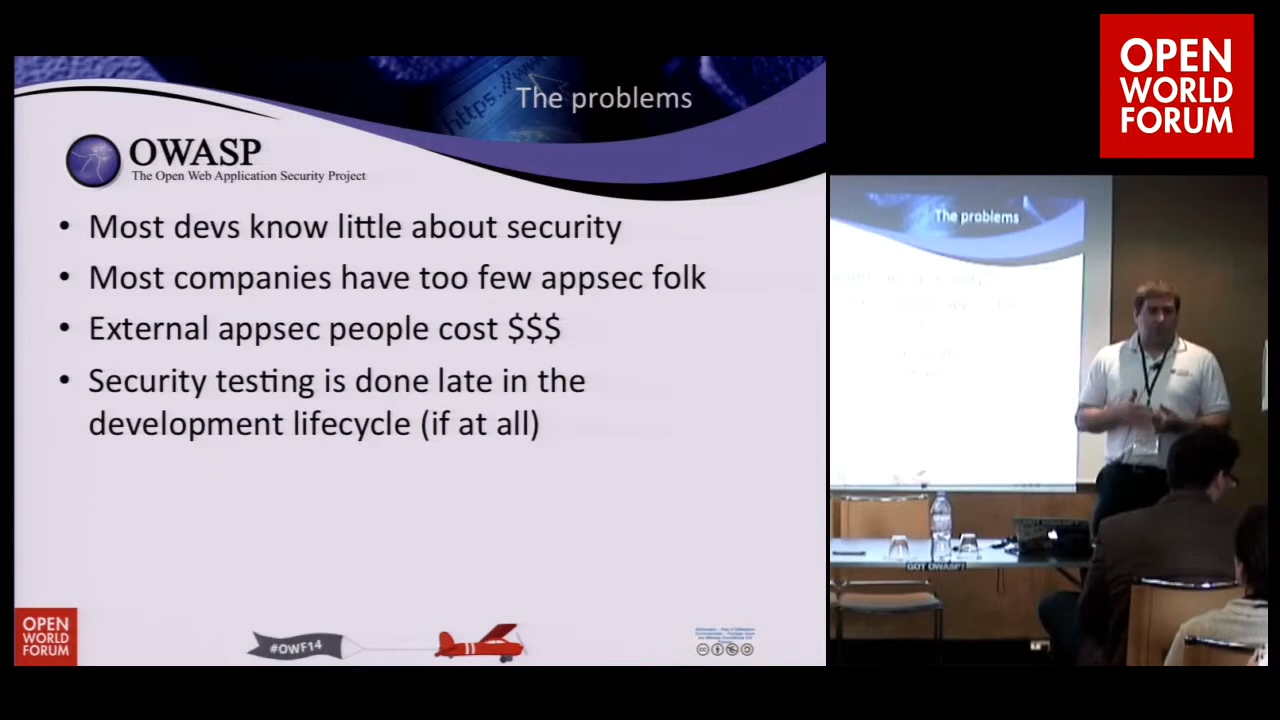 The problems
OWASP
The Open Web Application Security Project
• Most devs know little about security
• Most companies have too few appsec folk
• External appsec people cost $$$
• Security testing is done late in the
development lifecycle (if at all)
OPEN
WORLD
FORUM
#OWF14
OPEN
WORLD
FORUM
The problems
GOT OWASP?